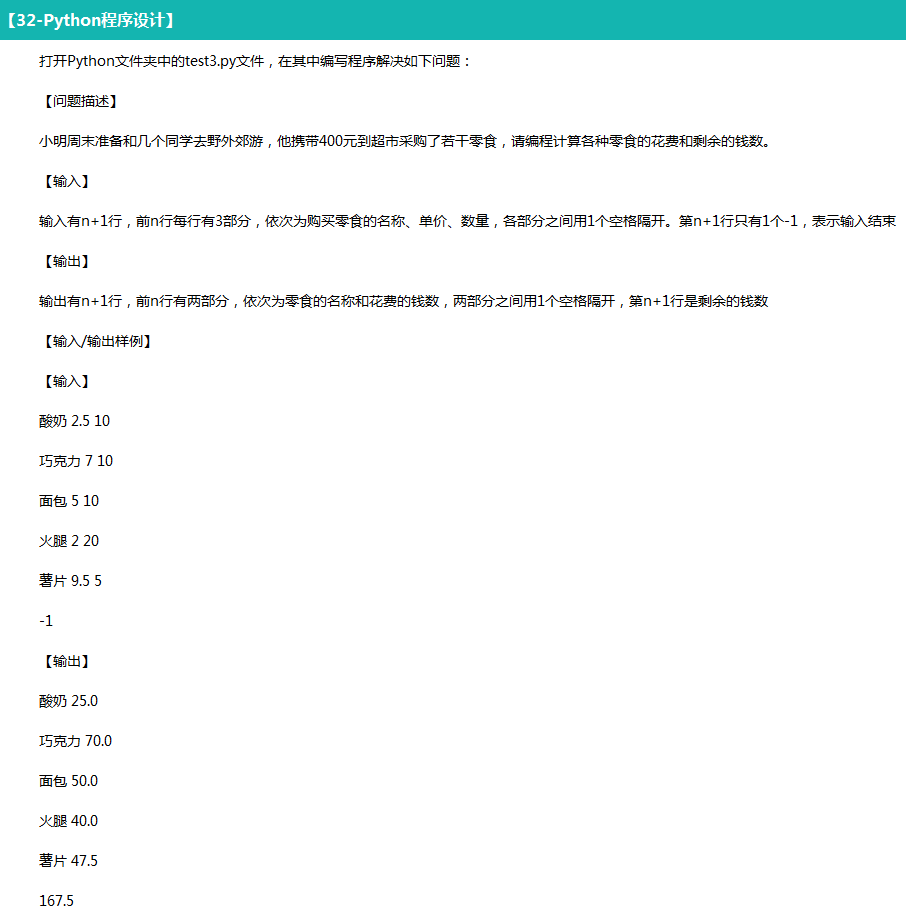 【32-Python程序设计】
打开Python文件夹中的test3.py文件，在其中编写程序解决如下问题：
【问题描述】
小明周末准备和几个同学去野外郊游，他携带400元到超市采购了若干零食，请编程计算各种零食的花费和剩余的钱数。
【输入】
输入有n+1行，前n行每行有3部分，依次为购买零食的名称、单价、数量，各部分之间用1个空格隔开。第n+1行只有1个-1，表示输入结束
【输出】
输出有n+1行，前n行有两部分，依次为零食的名称和花费的钱数，两部分之间用1个空格隔开，第n+1行是剩余的钱数
【输入/输出样例】
【输入】
酸奶 2.5 10
巧克力 7 10
面包 5 10
火腿 2 20
薯片 9.5 5
-1
【输出】
酸奶 25.0
巧克力 70.0
面包 50.0
火腿 40.0
薯片 47.5
167.5